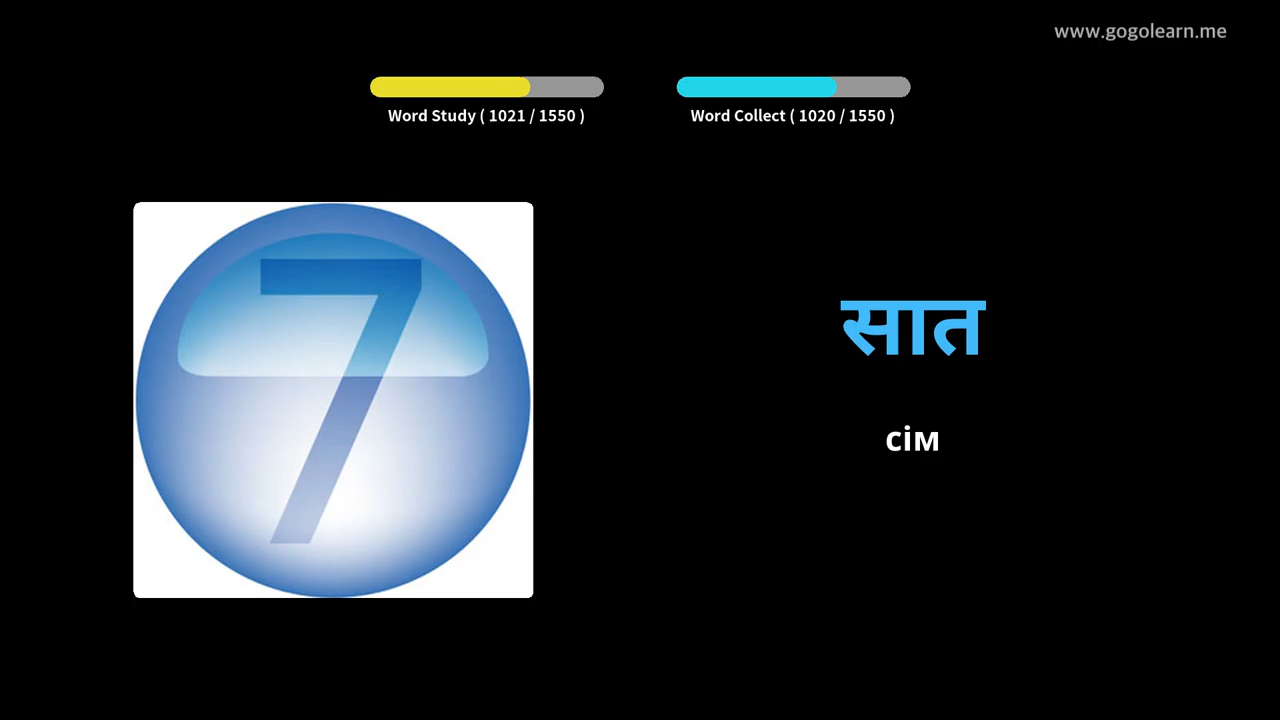 www.gogolearn.me
Word Study ( 1021 / 1550 )
Word Collect ( 1020 / 1550 )
7
सात
сім